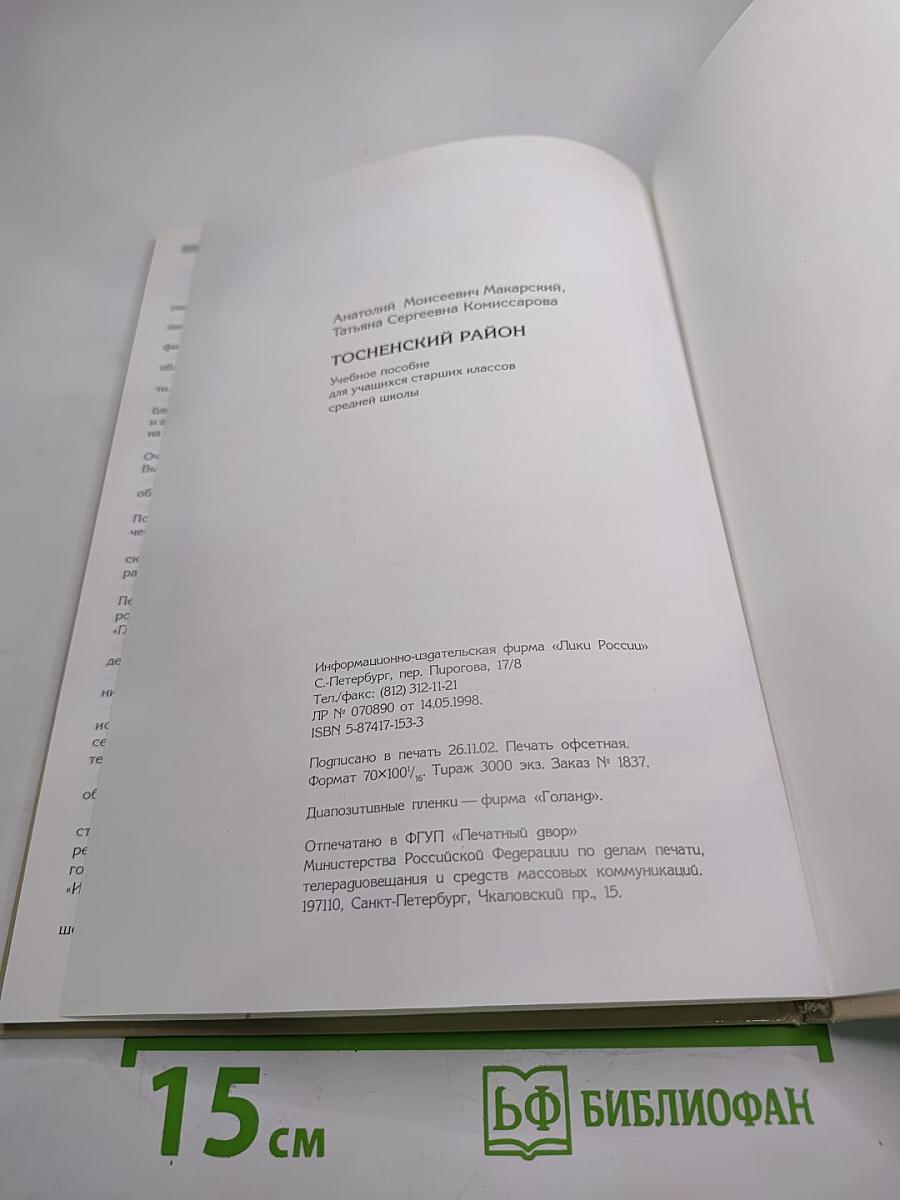 Анатолий Моисеевич Макарский,
Татьяна Сергеевна Комиссарова
ТОСНЕНСКИЙ РАЙОН
Учебное пособие
для учащихся старших классов
средней школы
Информационно-издательская фирма «Лики России»
С.-Петербург, пер. Пирогова, 17/8
Тел./факс: (812) 312-11-21
ЛР № 070890 от 14.05.1998.
ISBN 5-87417-153-3
Подписано в печать 26.11.02. Печать офсетная.
Формат 70×100¹/₁₆. Тираж 3000 экз. Заказ № 1837.
Диапозитивные пленки — фирма «Голанд».
Отпечатано в ФГУП «Печатный двор»
Министерства Российской Федерации по делам печати,
телерадиовещания и средств массовых коммуникаций.
197110, Санкт-Петербург, Чкаловский пр., 15.
15 см
БФ БИБЛИОФАН